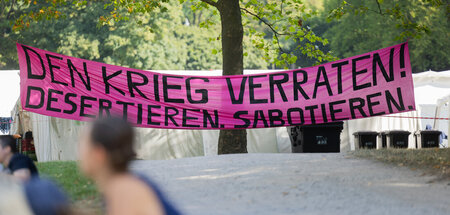 DEN KRIEG VERRATEN!
DESERTIEREN. SABOTIEREN.